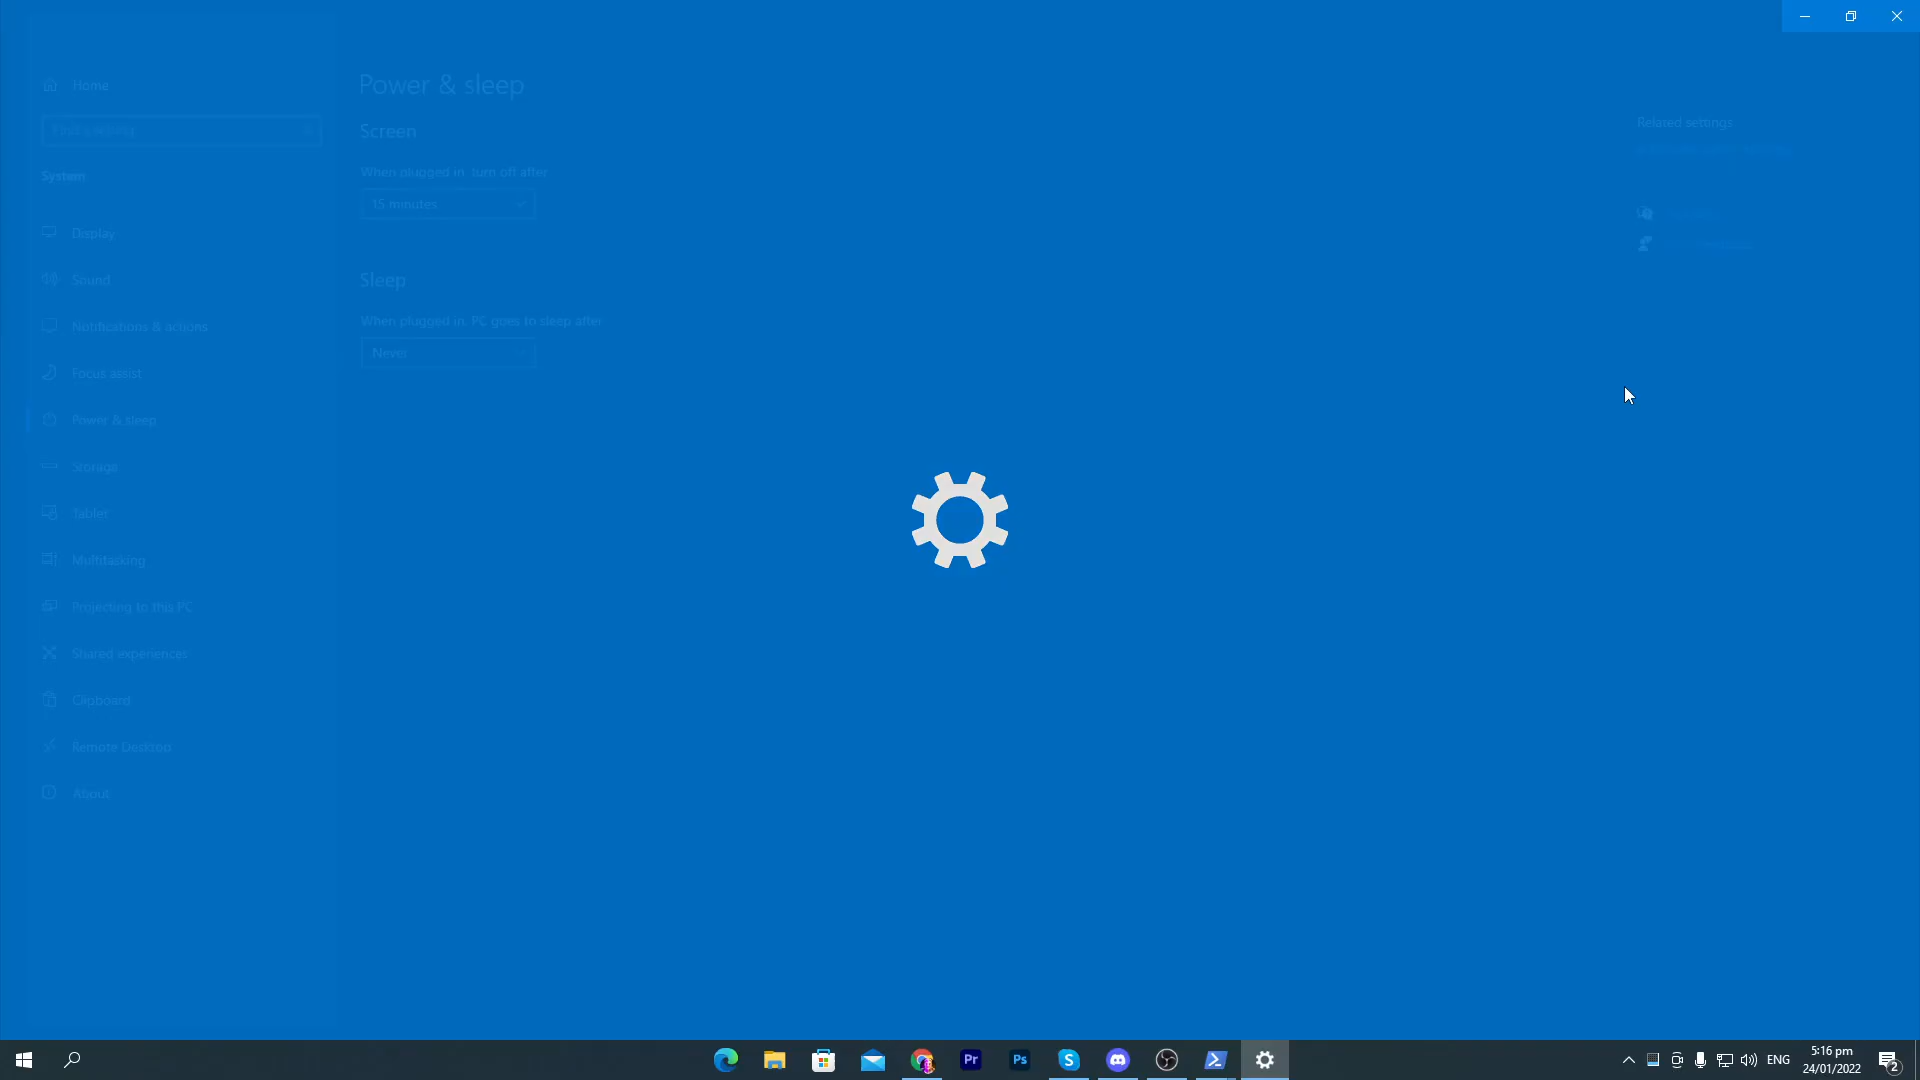 Home
Power & sleep
Find a setting
Screen
Related settings
System
When plugged in, turn off after
15 minutes
Display
Sound
Sleep
When plugged in, PC goes to sleep after
Notifications & actions
Never
Focus assist
Power & sleep
Storage
Tablet
Multitasking
Projecting to this PC
Shared experiences
Clipboard
Remote Desktop
About
Pr
Ps
ENG
5:16 pm
24/01/2022
2